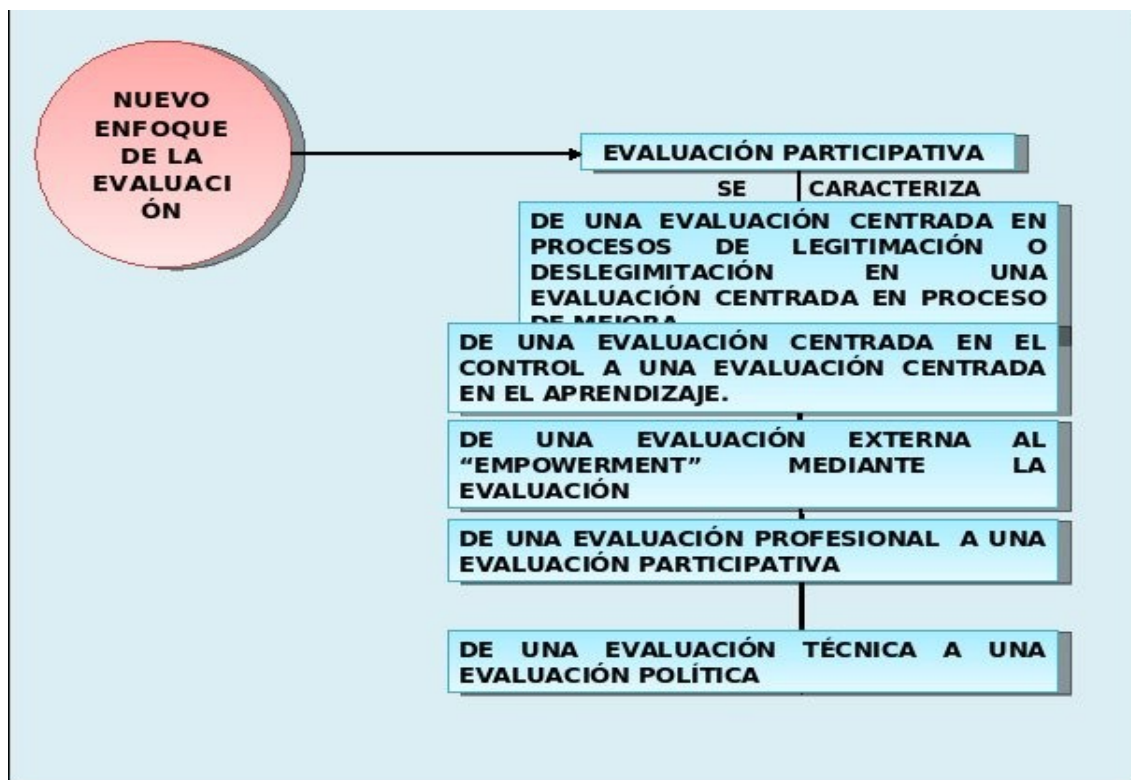 NUEVO
ENFOQUE
DE LA
EVALUACI
ÓN
EVALUACIÓN PARTICIPATIVA
SE CARACTERIZA
DE UNA EVALUACIÓN CENTRADA EN
PROCESOS DE LEGITIMACIÓN O
DESLEGIMITACIÓN EN UNA
EVALUACIÓN CENTRADA EN PROCESO
DE MEJORA
DE UNA EVALUACIÓN CENTRADA EN EL
CONTROL A UNA EVALUACIÓN CENTRADA
EN EL APRENDIZAJE.
DE UNA EVALUACIÓN EXTERNA AL
“EMPOWERMENT” MEDIANTE LA
EVALUACIÓN
DE UNA EVALUACIÓN PROFESIONAL A UNA
EVALUACIÓN PARTICIPATIVA
DE UNA EVALUACIÓN TÉCNICA A UNA
EVALUACIÓN POLÍTICA